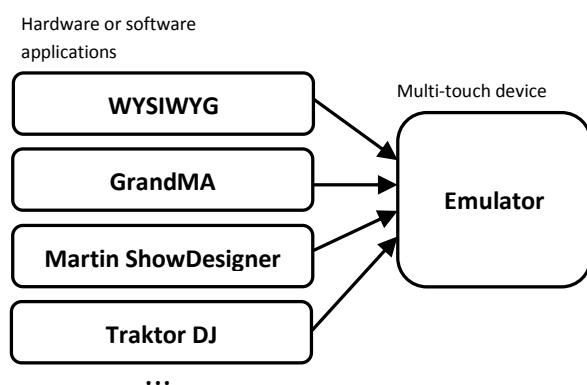 Hardware or software
applications
WYSIWYG
Multi-touch device
GrandMA
Emulator
Martin ShowDesigner
Traktor DJ
...